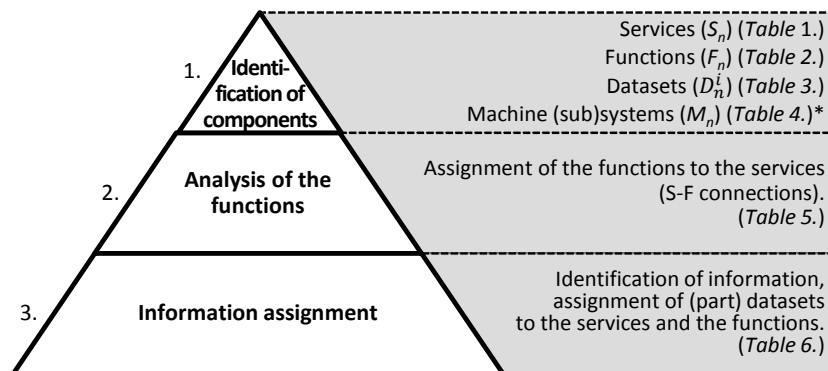 1.
Identi-
fication of
components
Services (Sₙ) (Table 1.)
Functions (Fₙ) (Table 2.)
Datasets (Dₙⁱ) (Table 3.)
Machine (sub)systems (Mₙ) (Table 4.)*
2.
Analysis of the
functions
Assignment of the functions to the services
(S-F connections).
(Table 5.)
3.
Information assignment
Identification of information,
assignment of (part) datasets
to the services and the functions.
(Table 6.)